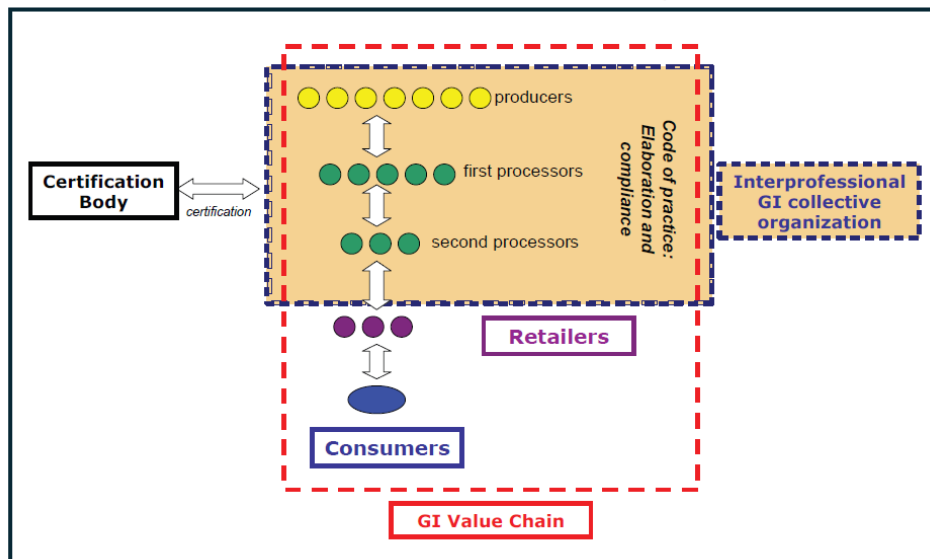 producers
Code of practice:
Elaboration and
compliance
first processors
Certification
Body
certification
Interprofessional
GI collective
organization
second processors
Retailers
Consumers
GI Value Chain